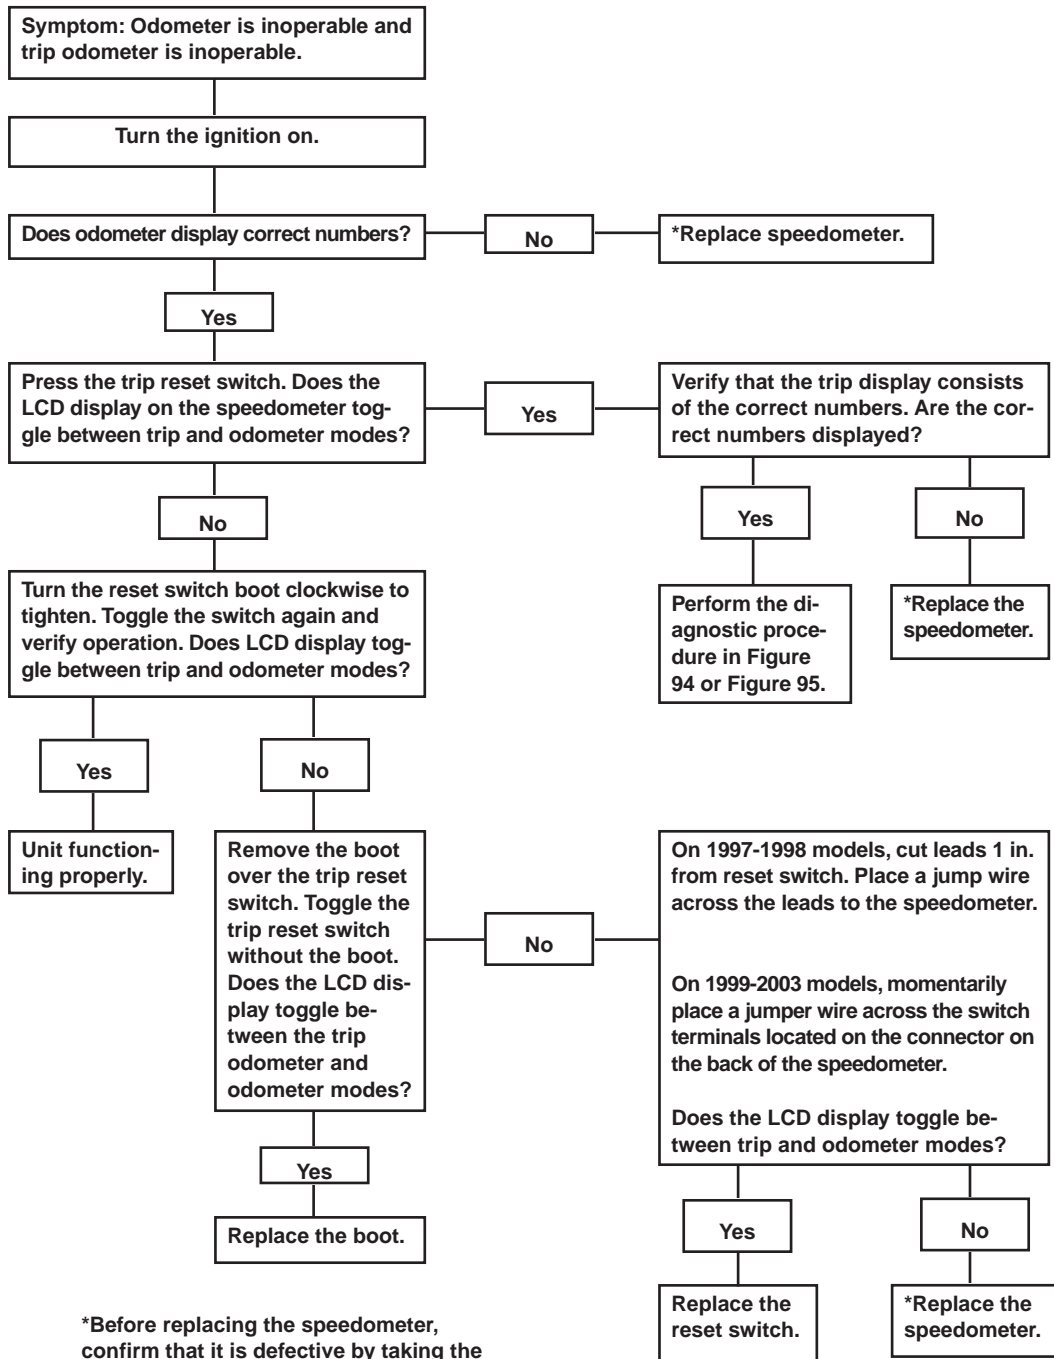 Symptom: Odometer is inoperable and
trip odometer is inoperable.
Turn the ignition on.
Does odometer display correct numbers?
No
*Replace speedometer.
Yes
Press the trip reset switch. Does the
LCD display on the speedometer tog-
gle between trip and odometer modes?
Yes
Verify that the trip display consists
of the correct numbers. Are the cor-
rect numbers displayed?
No
Yes
No
Turn the reset switch boot clockwise to
tighten. Toggle the switch again and
verify operation. Does LCD display tog-
gle between trip and odometer modes?
Perform the di-
agnostic proce-
dure in Figure
94 or Figure 95.
*Replace the
speedometer.
Yes
No
Unit function-
ing properly.
Remove the boot
over the trip reset
switch. Toggle the
trip reset switch
without the boot.
Does the LCD dis-
play toggle be-
tween the trip
odometer and
odometer modes?
No
On 1997-1998 models, cut leads 1 in.
from reset switch. Place a jump wire
across the leads to the speedometer.
On 1999-2003 models, momentarily
place a jumper wire across the switch
terminals located on the connector on
the back of the speedometer.
Does the LCD display toggle be-
tween trip and odometer modes?
Yes
Replace the boot.
Yes
No
Replace the
reset switch.
*Replace the
speedometer.
*Before replacing the speedometer,
confirm that it is defective by taking the